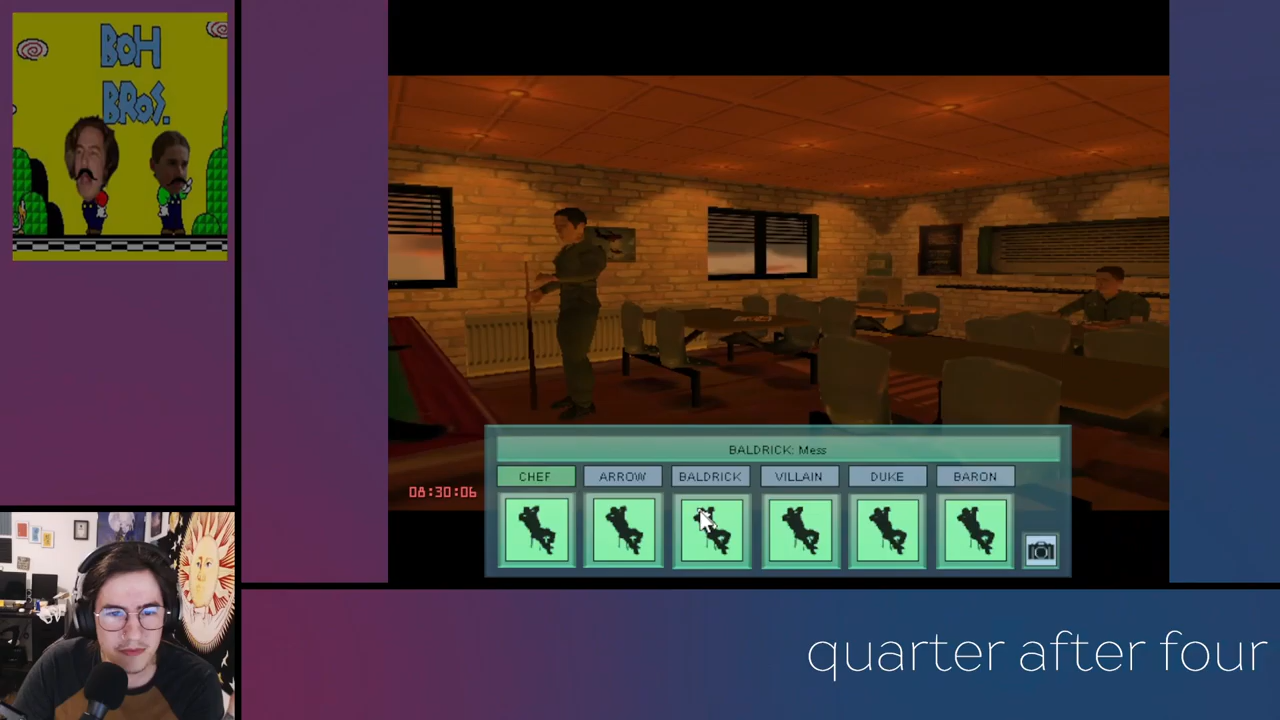 BOH
BROS.
BALDRICK: Mess
CHEF ARROW BALDRICK VILLAIN DUKE BARON
08:30:06
quarter after four